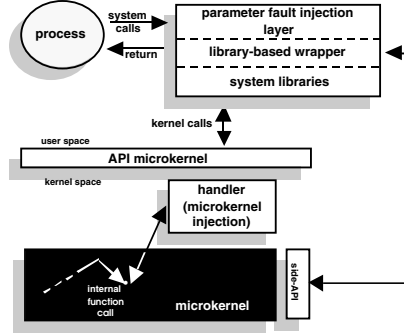 process
system
calls
return
parameter fault injection
layer
library-based wrapper
system libraries
kernel calls
user space
API microkernel
kernel space
handler
(microkernel
injection)
internal
function
call
microkernel
side-API